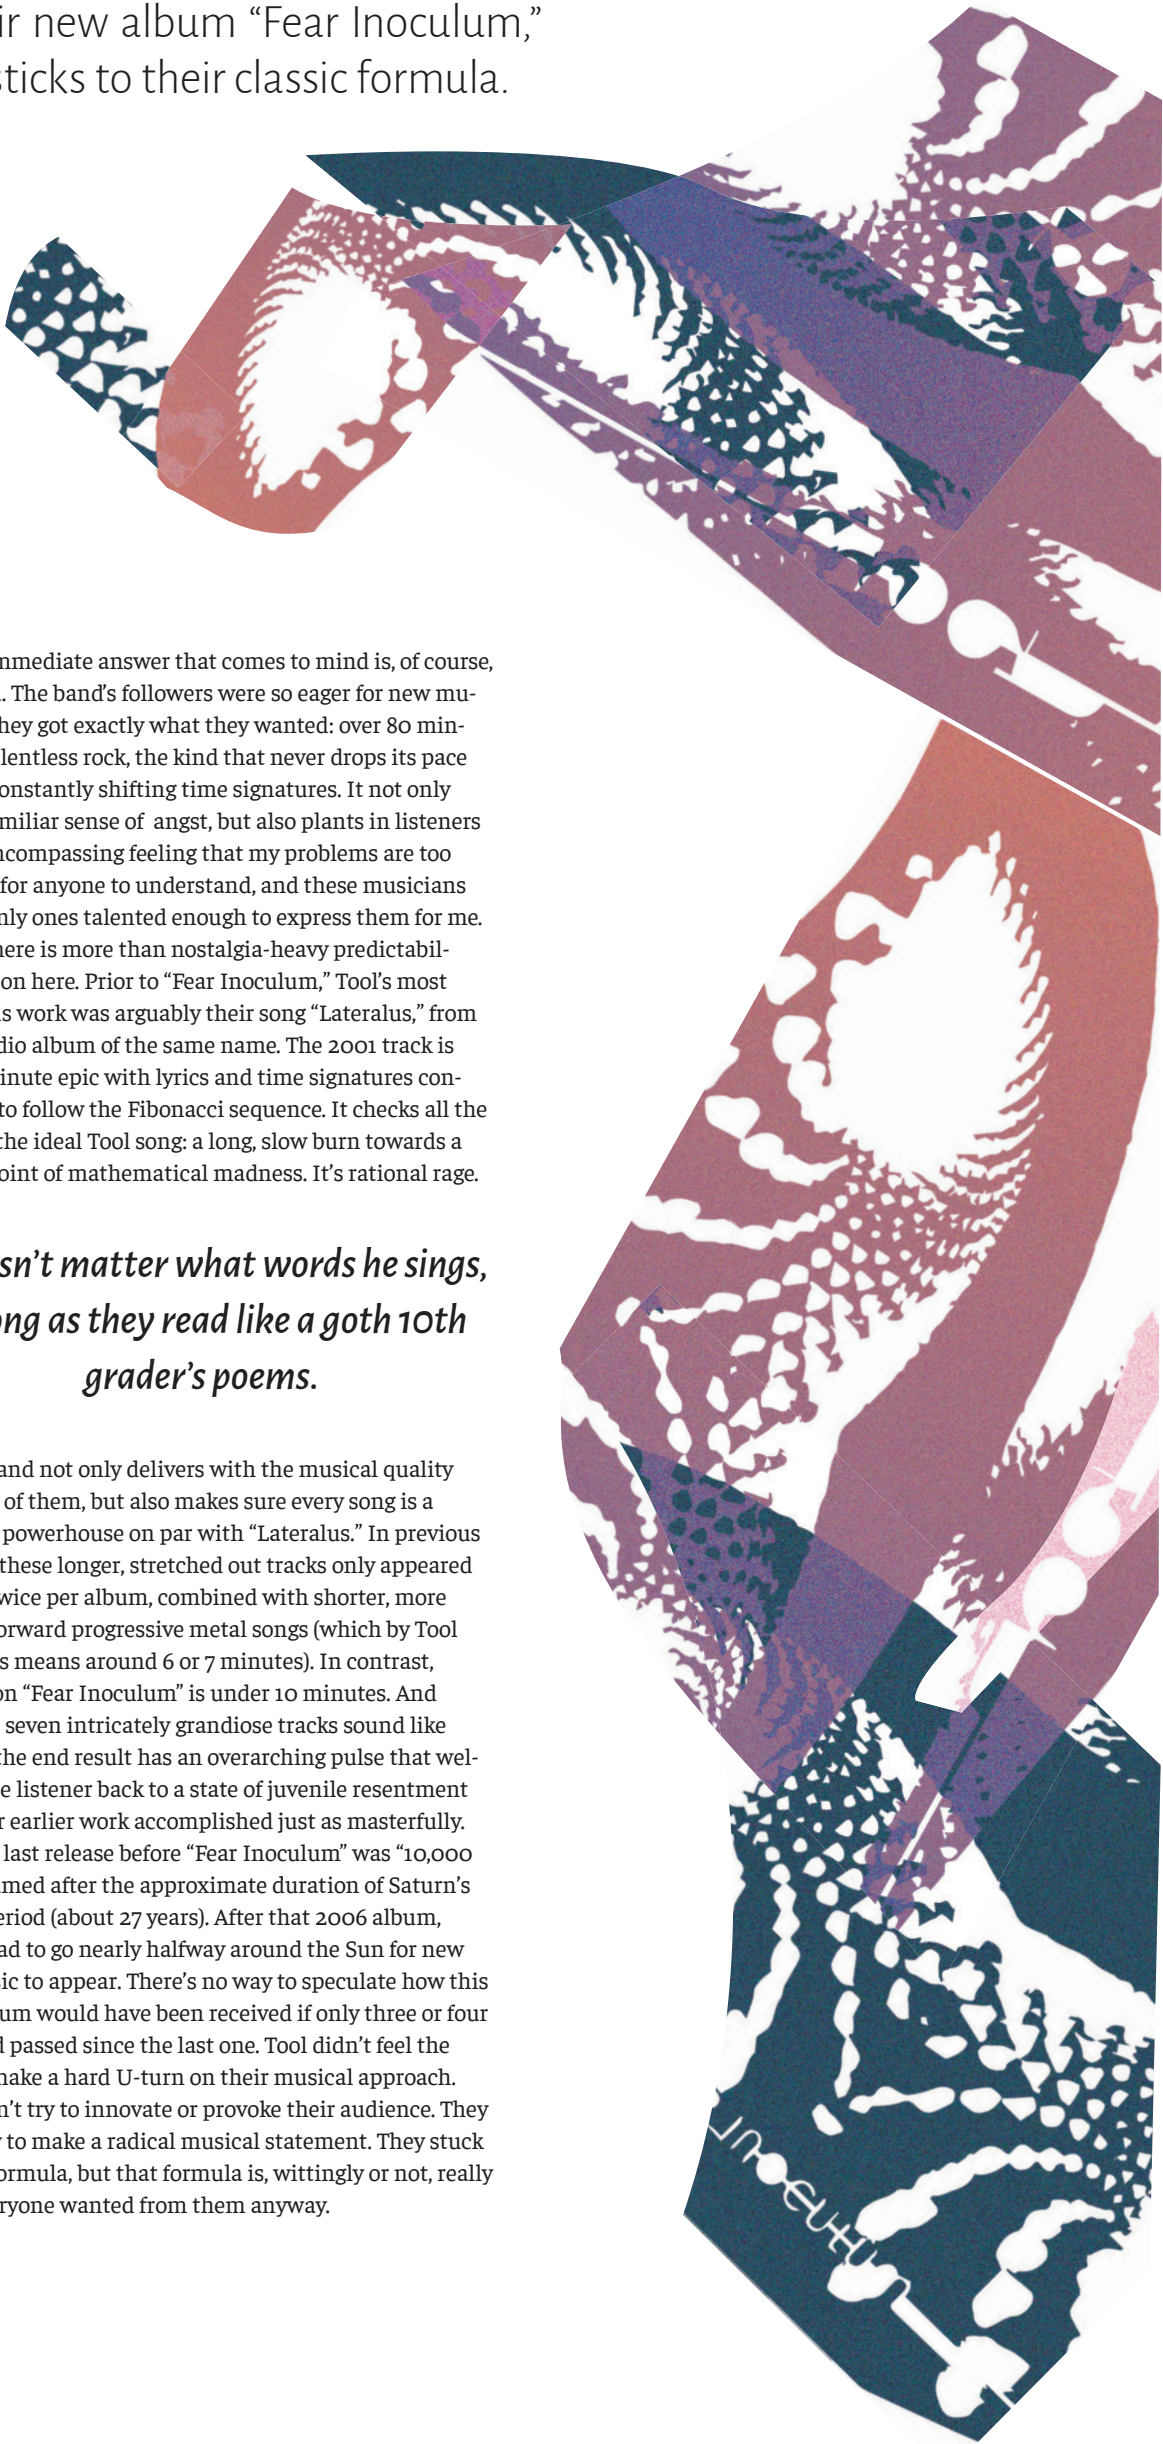 ir new album “Fear Inoculum,”
sticks to their classic formula.
mmediate answer that comes to mind is, of course,
. The band’s followers were so eager for new mu-
hey got exactly what they wanted: over 80 min-
lentless rock, the kind that never drops its pace
onstantly shifting time signatures. It not only
miliar sense of angst, but also plants in listeners
ncompassing feeling that my problems are too
for anyone to understand, and these musicians
nly ones talented enough to express them for me.
here is more than nostalgia-heavy predictabil-
on here. Prior to “Fear Inoculum,” Tool’s most
s work was arguably their song “Lateralus,” from
dio album of the same name. The 2001 track is
inute epic with lyrics and time signatures con-
to follow the Fibonacci sequence. It checks all the
the ideal Tool song: a long, slow burn towards a
oint of mathematical madness. It’s rational rage.
sn’t matter what words he sings,
ong as they read like a goth 10th
grader’s poems.
and not only delivers with the musical quality
of them, but also makes sure every song is a
powerhouse on par with “Lateralus.” In previous
these longer, stretched out tracks only appeared
wice per album, combined with shorter, more
orward progressive metal songs (which by Tool
s means around 6 or 7 minutes). In contrast,
on “Fear Inoculum” is under 10 minutes. And
seven intricately grandiose tracks sound like
the end result has an overarching pulse that wel-
e listener back to a state of juvenile resentment
r earlier work accomplished just as masterfully.
last release before “Fear Inoculum” was “10,000
med after the approximate duration of Saturn’s
eriod (about 27 years). After that 2006 album,
ad to go nearly halfway around the Sun for new
sic to appear. There’s no way to speculate how this
um would have been received if only three or four
d passed since the last one. Tool didn’t feel the
make a hard U-turn on their musical approach.
n’t try to innovate or provoke their audience. They
y to make a radical musical statement. They stuck
ormula, but that formula is, wittingly or not, really
ryone wanted from them anyway.